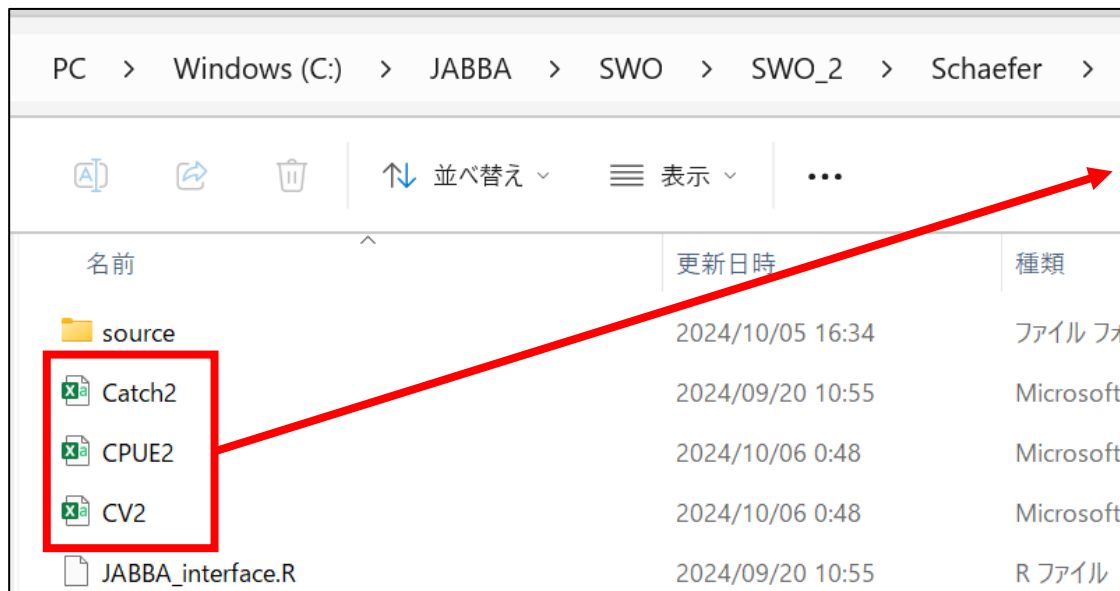 PC > Windows (C:) > JABBA > SWO > SWO_2 > Schaefer >
並べ替え 表示 •••
名前 更新日時 種類
source 2024/10/05 16:34 ファイル フォ
Catch2 2024/09/20 10:55 Microsoft
CPUE2 2024/10/06 0:48 Microsoft
CV2 2024/10/06 0:48 Microsoft
JABBA_interface.R 2024/09/20 10:55 R ファイル